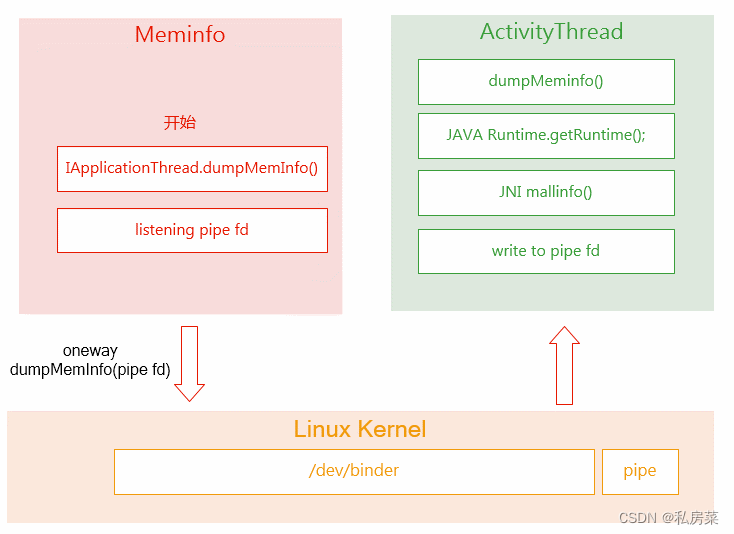 Meminfo
开始
IApplicationThread.dumpMemInfo()
listening pipe fd
ActivityThread
dumpMeminfo()
JAVA Runtime.getRuntime();
JNI mallinfo()
write to pipe fd
oneway
dumpMemInfo(pipe fd)
Linux Kernel
/dev/binder
pipe
CSDN @私房菜